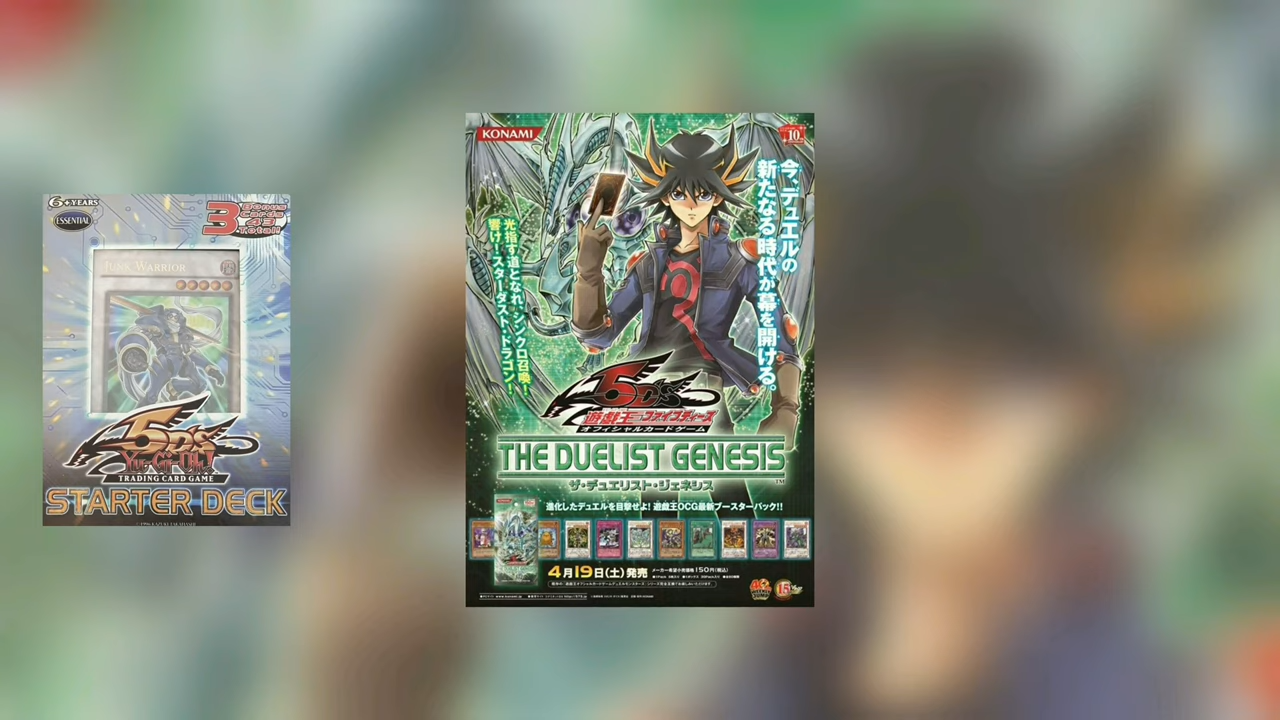 6+YEARS
ESSENTIAL
3 Bonus
Cards
43
Total!
JUNK WARRIOR
5D's
YU-GI-OH!
TRADING CARD GAME
STARTER DECK
KONAMI
10
今、デュエルの
新たなる時代が幕を開ける。
光指す道となれ、シンクロ召喚！
響け！スターダスト・ドラゴン！
5D's
遊戯王ファイブディーズ
オフィシャルカードゲーム
THE DUELIST GENESIS™
ザ・デュエリスト・ジェネシス
進化したデュエルを目撃せよ！遊戯王OCG最新ブースターパック!!
4月19日(土)発売 メーカー希望小売価格150円(税込)
15